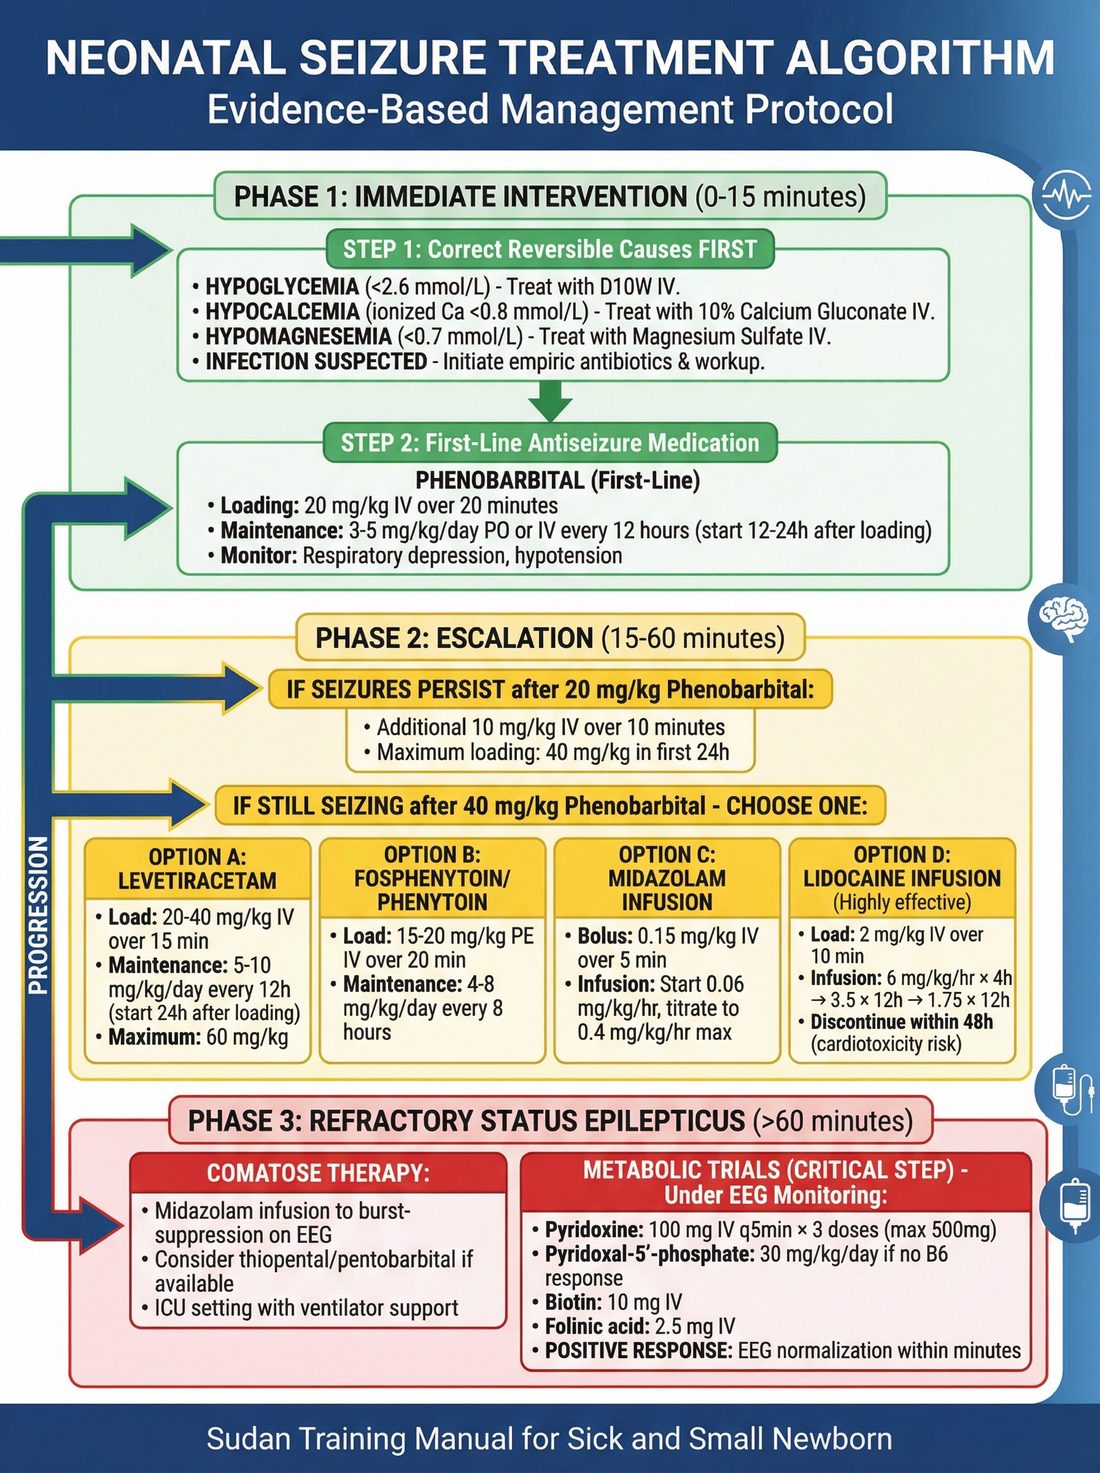 NEONATAL SEIZURE TREATMENT ALGORITHM
Evidence-Based Management Protocol
PHASE 1: IMMEDIATE INTERVENTION (0-15 minutes)
STEP 1: Correct Reversible Causes FIRST
• HYPOGLYCEMIA (<2.6 mmol/L) - Treat with D10W IV.
• HYPOCALCEMIA (ionized Ca <0.8 mmol/L) - Treat with 10% Calcium Gluconate IV.
• HYPOMAGNESEMIA (<0.7 mmol/L) - Treat with Magnesium Sulfate IV.
• INFECTION SUSPECTED - Initiate empiric antibiotics & workup.
STEP 2: First-Line Antiseizure Medication
PHENOBARBITAL (First-Line)
• Loading: 20 mg/kg IV over 20 minutes
• Maintenance: 3-5 mg/kg/day PO or IV every 12 hours (start 12-24h after loading)
• Monitor: Respiratory depression, hypotension
PHASE 2: ESCALATION (15-60 minutes)
IF SEIZURES PERSIST after 20 mg/kg Phenobarbital:
• Additional 10 mg/kg IV over 10 minutes
• Maximum loading: 40 mg/kg in first 24h
IF STILL SEIZING after 40 mg/kg Phenobarbital - CHOOSE ONE:
PROGRESSION
OPTION A:
LEVETIRACETAM
• Load: 20-40 mg/kg IV
over 15 min
• Maintenance: 5-10
mg/kg/day every 12h
(start 24h after loading)
• Maximum: 60 mg/kg
OPTION B:
FOSPHENYTOIN/
PHENYTOIN
• Load: 15-20 mg/kg PE
IV over 20 min
• Maintenance: 4-8
mg/kg/day every 8
hours
OPTION C:
MIDAZOLAM
INFUSION
• Bolus: 0.15 mg/kg IV
over 5 min
• Infusion: Start 0.06
mg/kg/hr, titrate to
0.4 mg/kg/hr max
OPTION D:
LIDOCAINE INFUSION
(Highly effective)
• Load: 2 mg/kg IV over
10 min
• Infusion: 6 mg/kg/hr × 4h
→ 3.5 × 12h → 1.75 × 12h
• Discontinue within 48h
(cardiotoxicity risk)
PHASE 3: REFRACTORY STATUS EPILEPTICUS (>60 minutes)
COMATOSE THERAPY:
• Midazolam infusion to burst-
suppression on EEG
• Consider thiopental/pentobarbital if
available
• ICU setting with ventilator support
METABOLIC TRIALS (CRITICAL STEP) -
Under EEG Monitoring:
• Pyridoxine: 100 mg IV q5min × 3 doses (max 500mg)
• Pyridoxal-5’-phosphate: 30 mg/kg/day if no B6
response
• Biotin: 10 mg IV
• Folinic acid: 2.5 mg IV
• POSITIVE RESPONSE: EEG normalization within minutes
Sudan Training Manual for Sick and Small Newborn